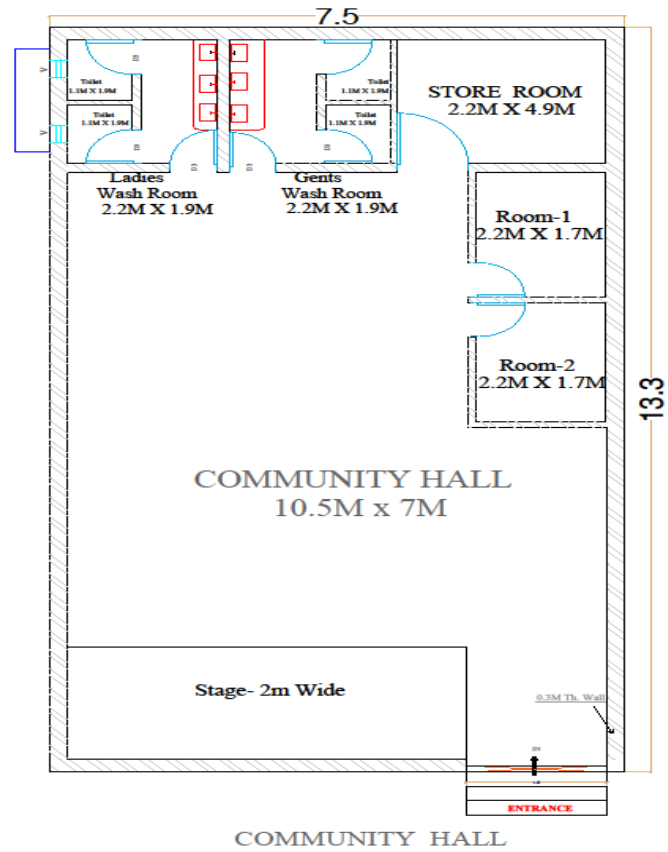 7.5
Toilet
1.1M X 1.9M
Toilet
1.1M X 1.9M
Toilet
1.1M X 1.9M
Toilet
1.1M X 1.9M
STORE ROOM
2.2M X 4.9M
V
V
D3
D3
Ladies
Wash Room
2.2M X 1.9M
Gents
Wash Room
2.2M X 1.9M
Room-1
2.2M X 1.7M
Room-2
2.2M X 1.7M
13.3
COMMUNITY HALL
10.5M x 7M
Stage- 2m Wide
0.3M Th. Wall
ENTRANCE
COMMUNITY HALL